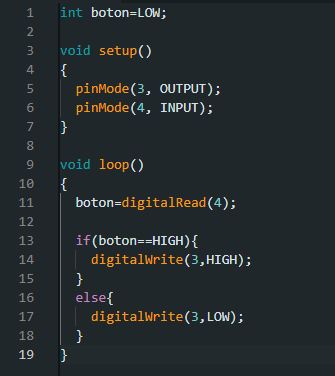 1 int boton=LOW;
2
3 void setup()
4 {
5   pinMode(3, OUTPUT);
6   pinMode(4, INPUT);
7 }
8
9 void loop()
10 {
11   boton=digitalRead(4);
12
13   if(boton==HIGH){
14     digitalWrite(3,HIGH);
15   }
16   else{
17     digitalWrite(3,LOW);
18   }
19 }